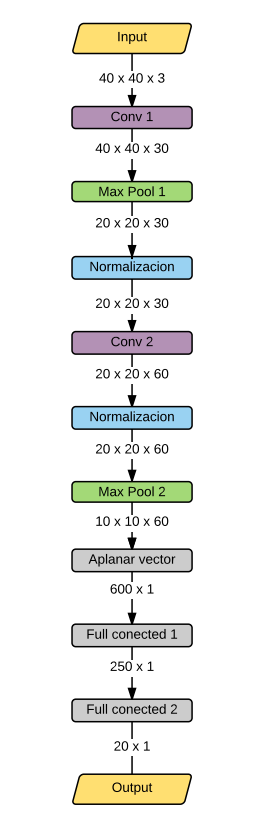 Input
40 x 40 x 3
Conv 1
40 x 40 x 30
Max Pool 1
20 x 20 x 30
Normalizacion
20 x 20 x 30
Conv 2
20 x 20 x 60
Normalizacion
20 x 20 x 60
Max Pool 2
10 x 10 x 60
Aplanar vector
600 x 1
Full conected 1
250 x 1
Full conected 2
20 x 1
Output